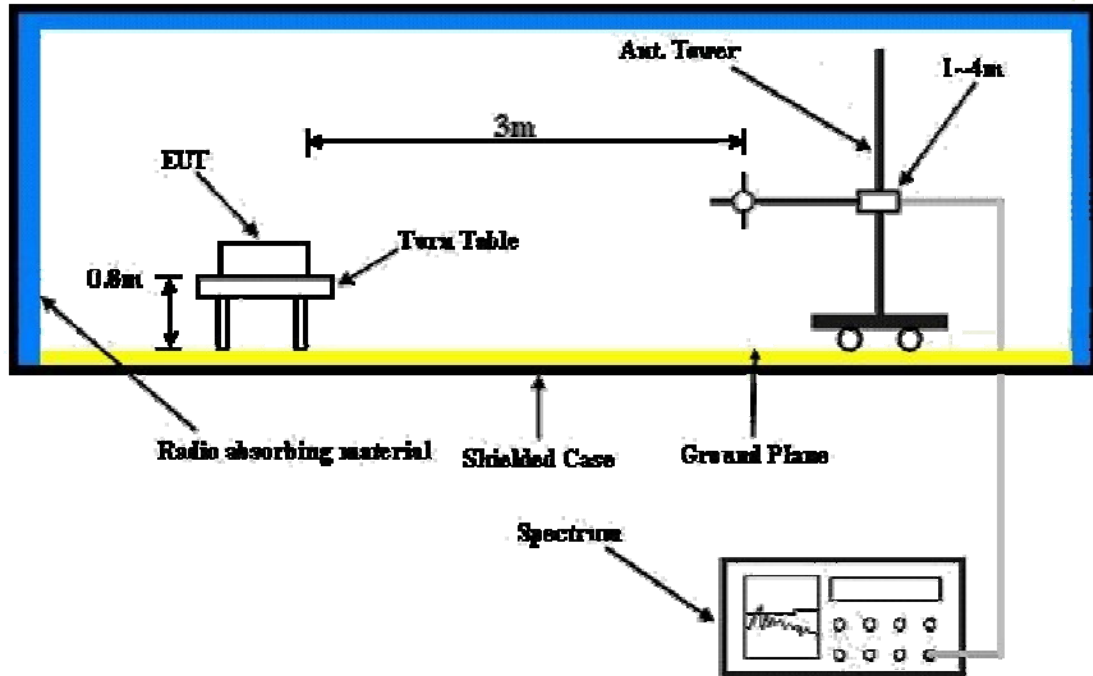 Ant. Tower
1~4m
3m
EUT
Turn Table
0.8m
Radio absorbing material
Shielded Case
Ground Plane
Spectrum